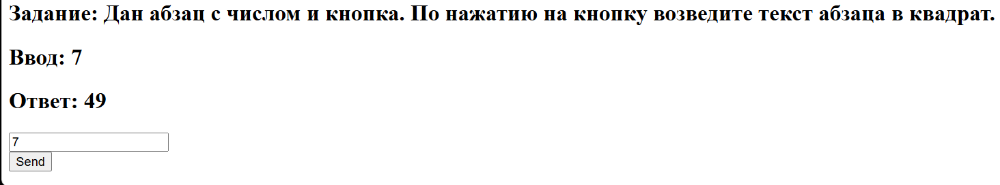 Задание: Дан абзац с числом и кнопка. По нажатию на кнопку возведите текст абзаца в квадрат.
Ввод: 7
Ответ: 49
7
Send